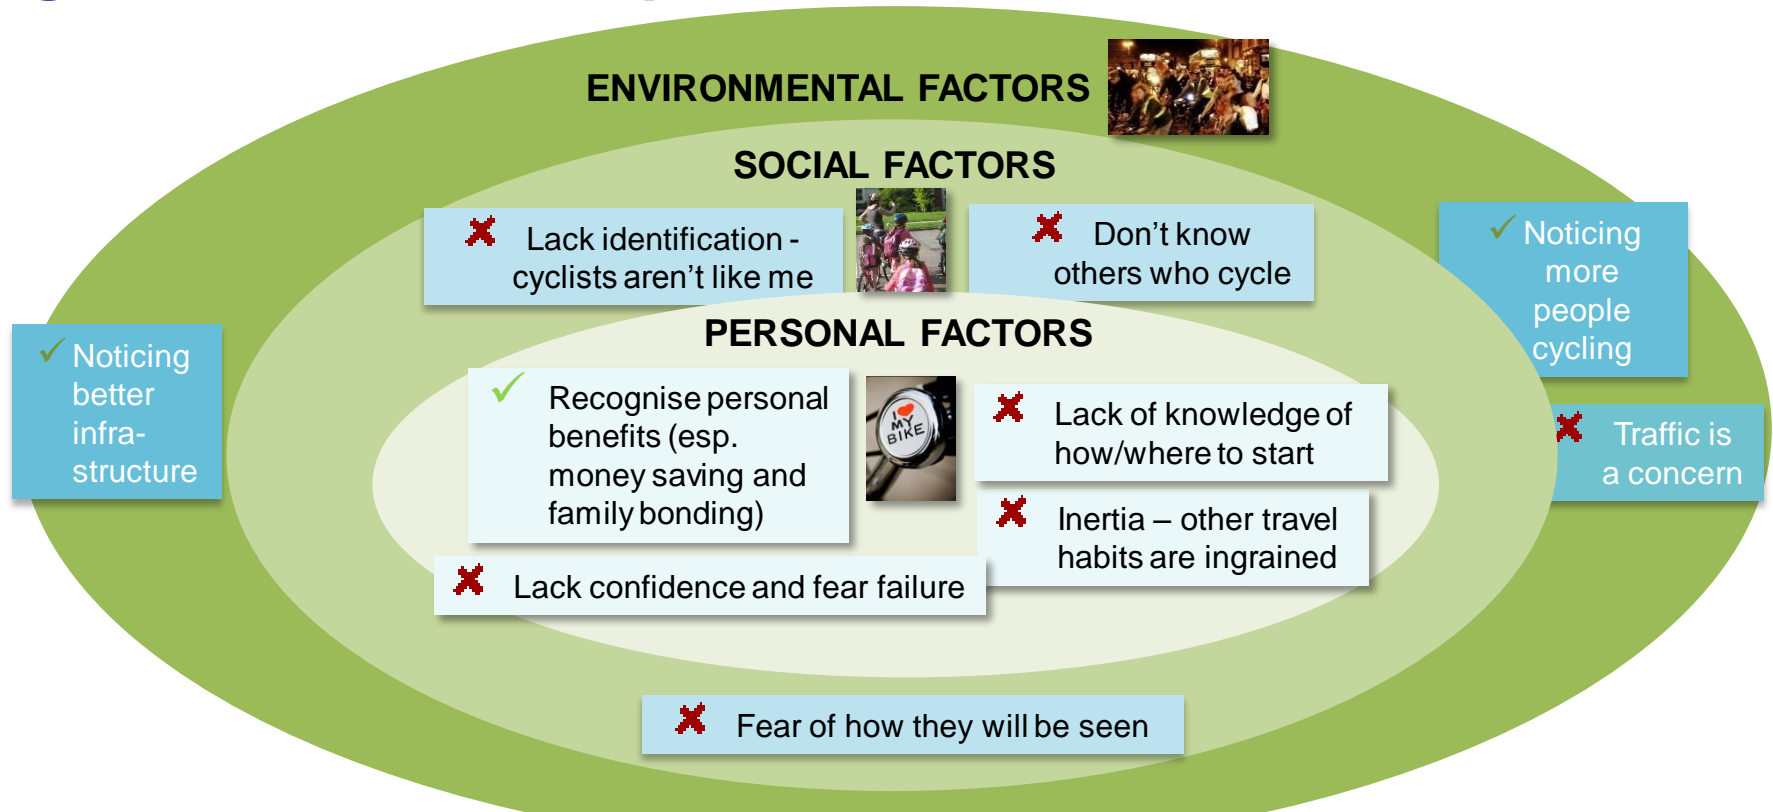 ENVIRONMENTAL FACTORS
SOCIAL FACTORS
Lack identification -
cyclists aren't like me
Don't know
others who cycle
Noticing
more
people
cycling
Noticing
better
infra-
structure
PERSONAL FACTORS
Recognise personal
benefits (esp.
money saving and
family bonding)
I
MY
BIKE
Lack of knowledge of
how/where to start
Traffic is
a concern
Inertia – other travel
habits are ingrained
Lack confidence and fear failure
Fear of how they will be seen